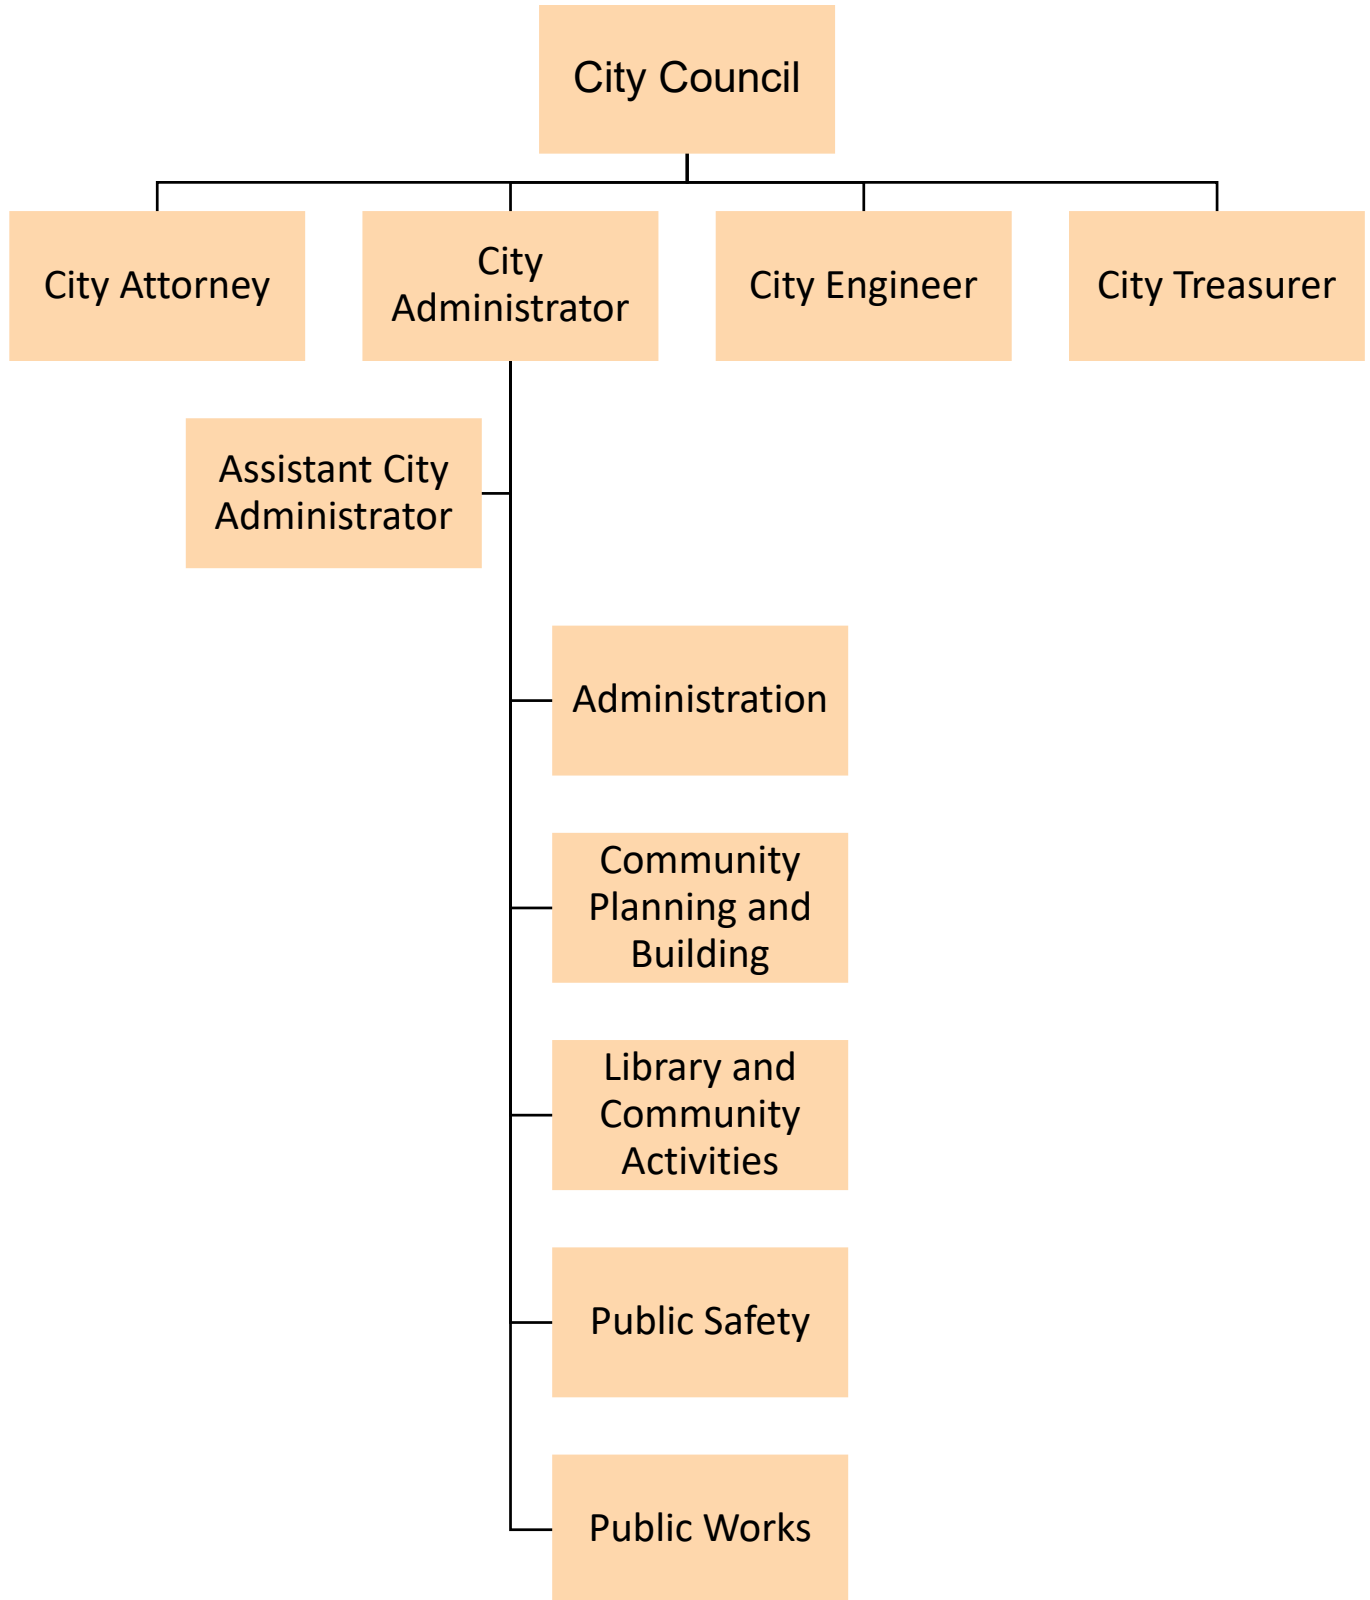 City Council
City Attorney
City
Administrator
City Engineer
City Treasurer
Assistant City
Administrator
Administration
Community
Planning and
Building
Library and
Community
Activities
Public Safety
Public Works